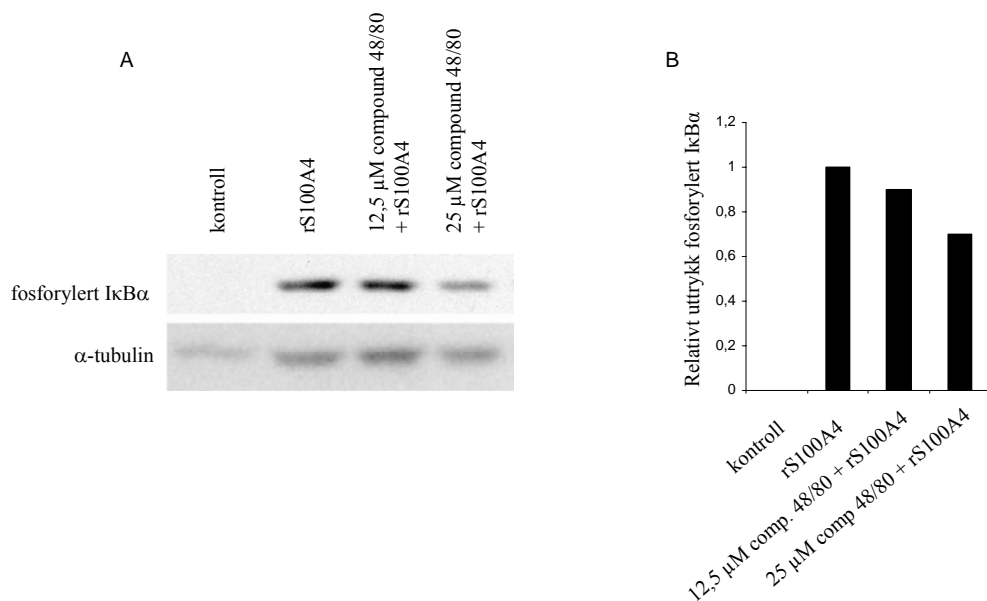 A
kontroll
rS100A4
12,5 µM compound 48/80
+ rS100A4
25 µM compound 48/80
+ rS100A4
fosforylert IκBα
α-tubulin
B
Relativt uttrykk fosforylert IκBα
1,2
1
0,8
0,6
0,4
0,2
0
kontroll
rS100A4
12,5 µM comp. 48/80 + rS100A4
25 µM comp 48/80 + rS100A4